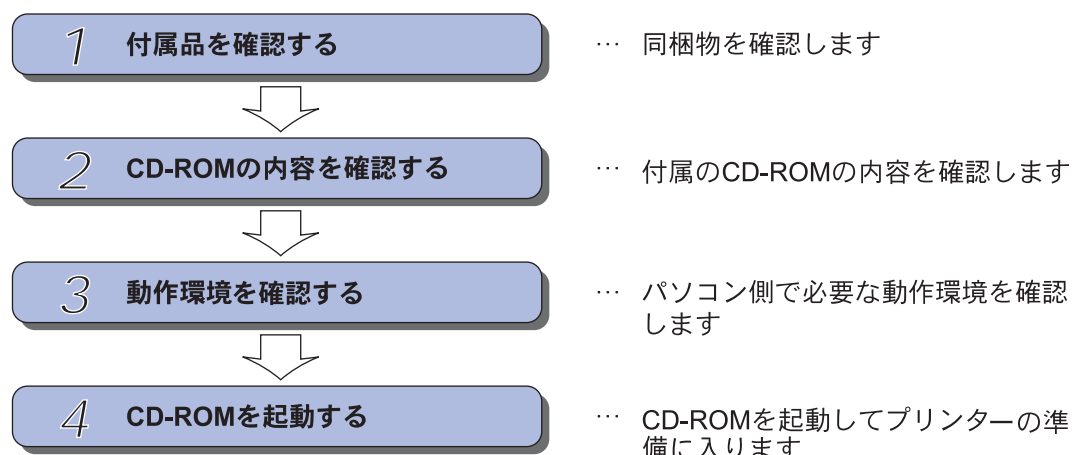 1 付属品を確認する … 同梱物を確認します
2 CD-ROMの内容を確認する … 付属のCD-ROMの内容を確認します
3 動作環境を確認する … パソコン側で必要な動作環境を確認
します
4 CD-ROMを起動する … CD-ROMを起動してプリンターの準
備に入ります